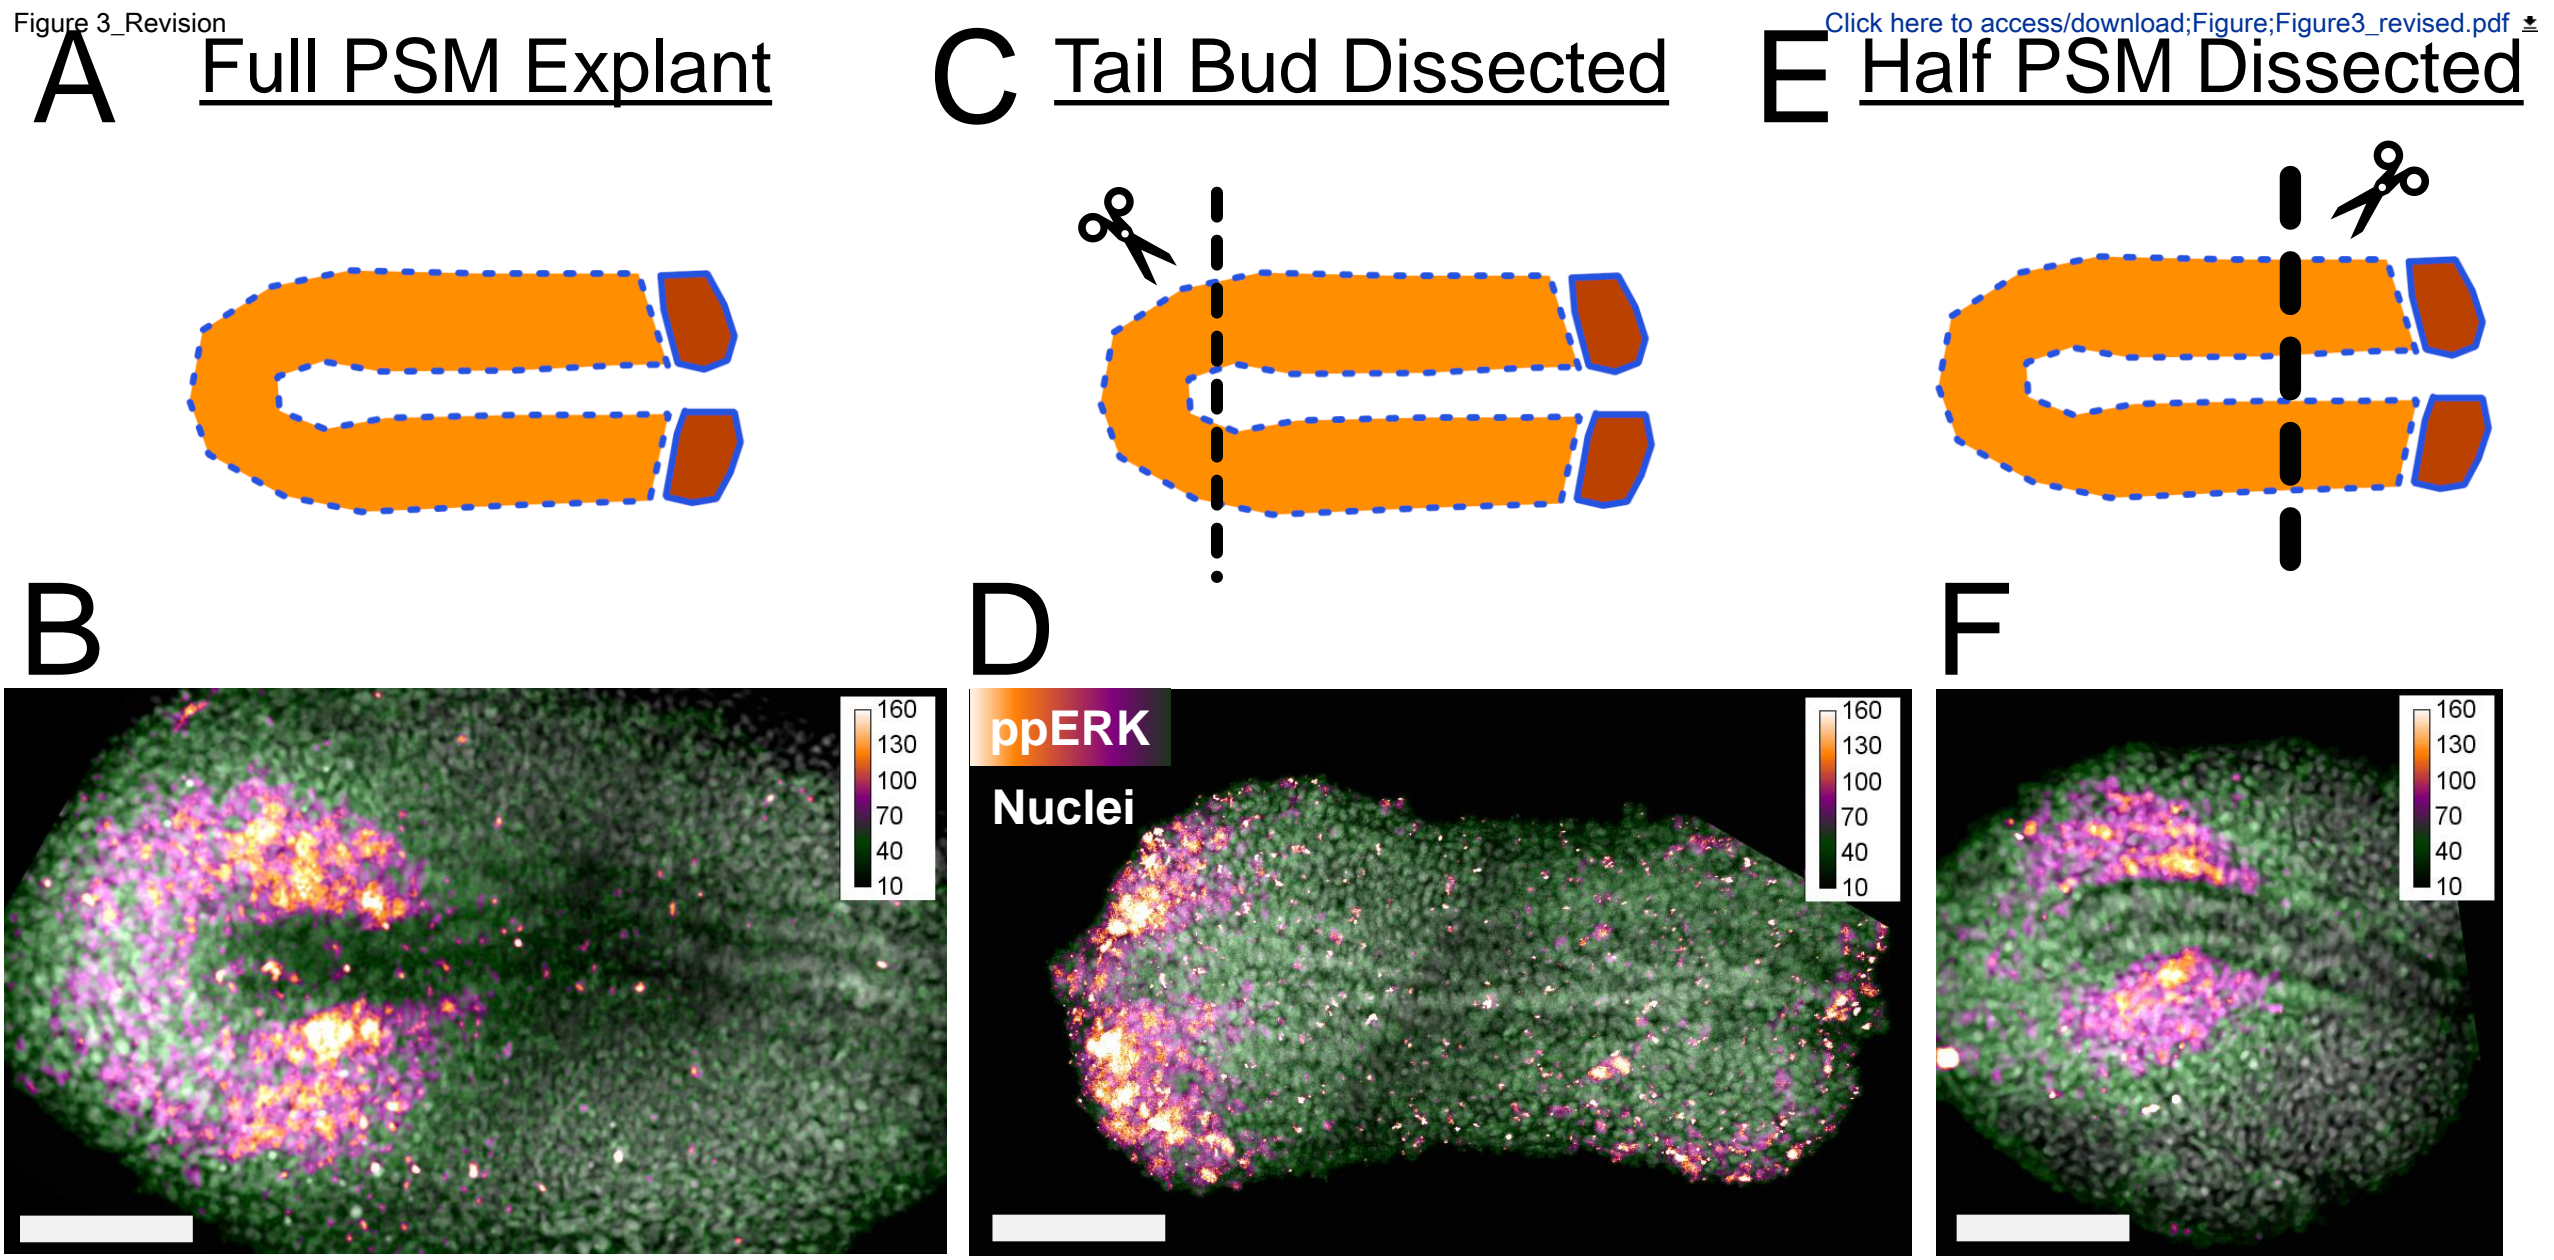 Figure 3_Revision
Click here to access/download;Figure;Figure3_revised.pdf
A Full PSM Explant
C Tail Bud Dissected
E Half PSM Dissected
B
D
F
160
130
100
70
40
10
ppERK
Nuclei
160
130
100
70
40
10
160
130
100
70
40
10